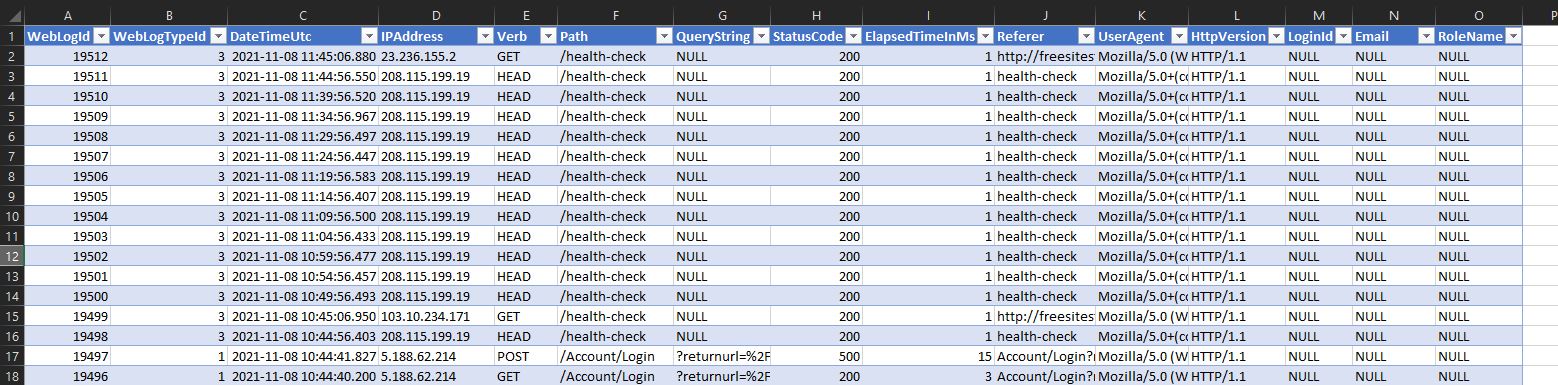 A B C D E F G H I J K L M N O P
1 WebLogId WebLogTypeId DateTimeUtc IPAddress Verb Path QueryString StatusCode ElapsedTimeInMs Referer UserAgent HttpVersion LoginId Email RoleName
2 19512 3 2021-11-08 11:45:06.880 23.236.155.2 GET /health-check NULL 200 1 http://freesites Mozilla/5.0 (W HTTP/1.1 NULL NULL NULL
3 19511 3 2021-11-08 11:44:56.550 208.115.199.19 HEAD /health-check NULL 200 1 health-check Mozilla/5.0+(co HTTP/1.1 NULL NULL NULL
4 19510 3 2021-11-08 11:39:56.520 208.115.199.19 HEAD /health-check NULL 200 1 health-check Mozilla/5.0+(co HTTP/1.1 NULL NULL NULL
5 19509 3 2021-11-08 11:34:56.967 208.115.199.19 HEAD /health-check NULL 200 1 health-check Mozilla/5.0+(co HTTP/1.1 NULL NULL NULL
6 19508 3 2021-11-08 11:29:56.497 208.115.199.19 HEAD /health-check NULL 200 1 health-check Mozilla/5.0+(co HTTP/1.1 NULL NULL NULL
7 19507 3 2021-11-08 11:24:56.447 208.115.199.19 HEAD /health-check NULL 200 1 health-check Mozilla/5.0+(co HTTP/1.1 NULL NULL NULL
8 19506 3 2021-11-08 11:19:56.583 208.115.199.19 HEAD /health-check NULL 200 1 health-check Mozilla/5.0+(co HTTP/1.1 NULL NULL NULL
9 19505 3 2021-11-08 11:14:56.407 208.115.199.19 HEAD /health-check NULL 200 1 health-check Mozilla/5.0+(co HTTP/1.1 NULL NULL NULL
10 19504 3 2021-11-08 11:09:56.500 208.115.199.19 HEAD /health-check NULL 200 1 health-check Mozilla/5.0+(co HTTP/1.1 NULL NULL NULL
11 19503 3 2021-11-08 11:04:56.433 208.115.199.19 HEAD /health-check NULL 200 1 health-check Mozilla/5.0+(co HTTP/1.1 NULL NULL NULL
12 19502 3 2021-11-08 10:59:56.477 208.115.199.19 HEAD /health-check NULL 200 1 health-check Mozilla/5.0+(co HTTP/1.1 NULL NULL NULL
13 19501 3 2021-11-08 10:54:56.457 208.115.199.19 HEAD /health-check NULL 200 1 health-check Mozilla/5.0+(co HTTP/1.1 NULL NULL NULL
14 19500 3 2021-11-08 10:49:56.493 208.115.199.19 HEAD /health-check NULL 200 1 health-check Mozilla/5.0+(co HTTP/1.1 NULL NULL NULL
15 19499 3 2021-11-08 10:45:06.950 103.10.234.171 GET /health-check NULL 200 1 http://freesites Mozilla/5.0 (W HTTP/1.1 NULL NULL NULL
16 19498 3 2021-11-08 10:44:56.403 208.115.199.19 HEAD /health-check NULL 200 1 health-check Mozilla/5.0+(co HTTP/1.1 NULL NULL NULL
17 19497 1 2021-11-08 10:44:41.827 5.188.62.214 POST /Account/Login ?returnurl=%2F 500 15 Account/Login?r Mozilla/5.0 (W HTTP/1.1 NULL NULL NULL
18 19496 1 2021-11-08 10:44:40.200 5.188.62.214 GET /Account/Login ?returnurl=%2F 200 3 Account/Login?r Mozilla/5.0 (W HTTP/1.1 NULL NULL NULL